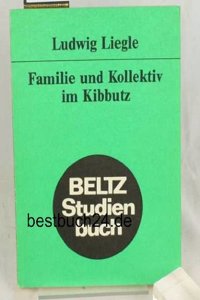 Ludwig Liegle
Familie und Kollektiv
im Kibbutz
BELTZ
Studien
bestbuch24.de
buch